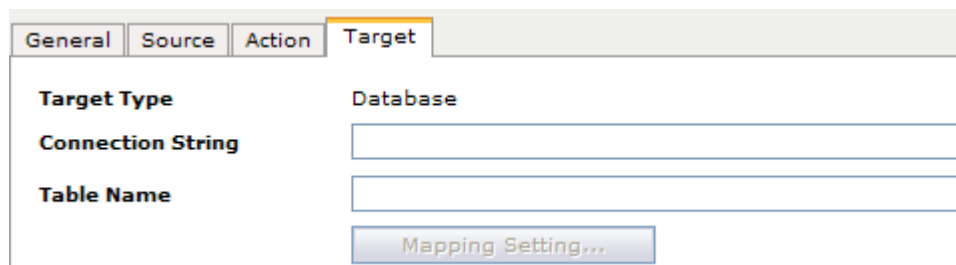 General Source Action Target
Target Type Database
Connection String
Table Name
Mapping Setting...